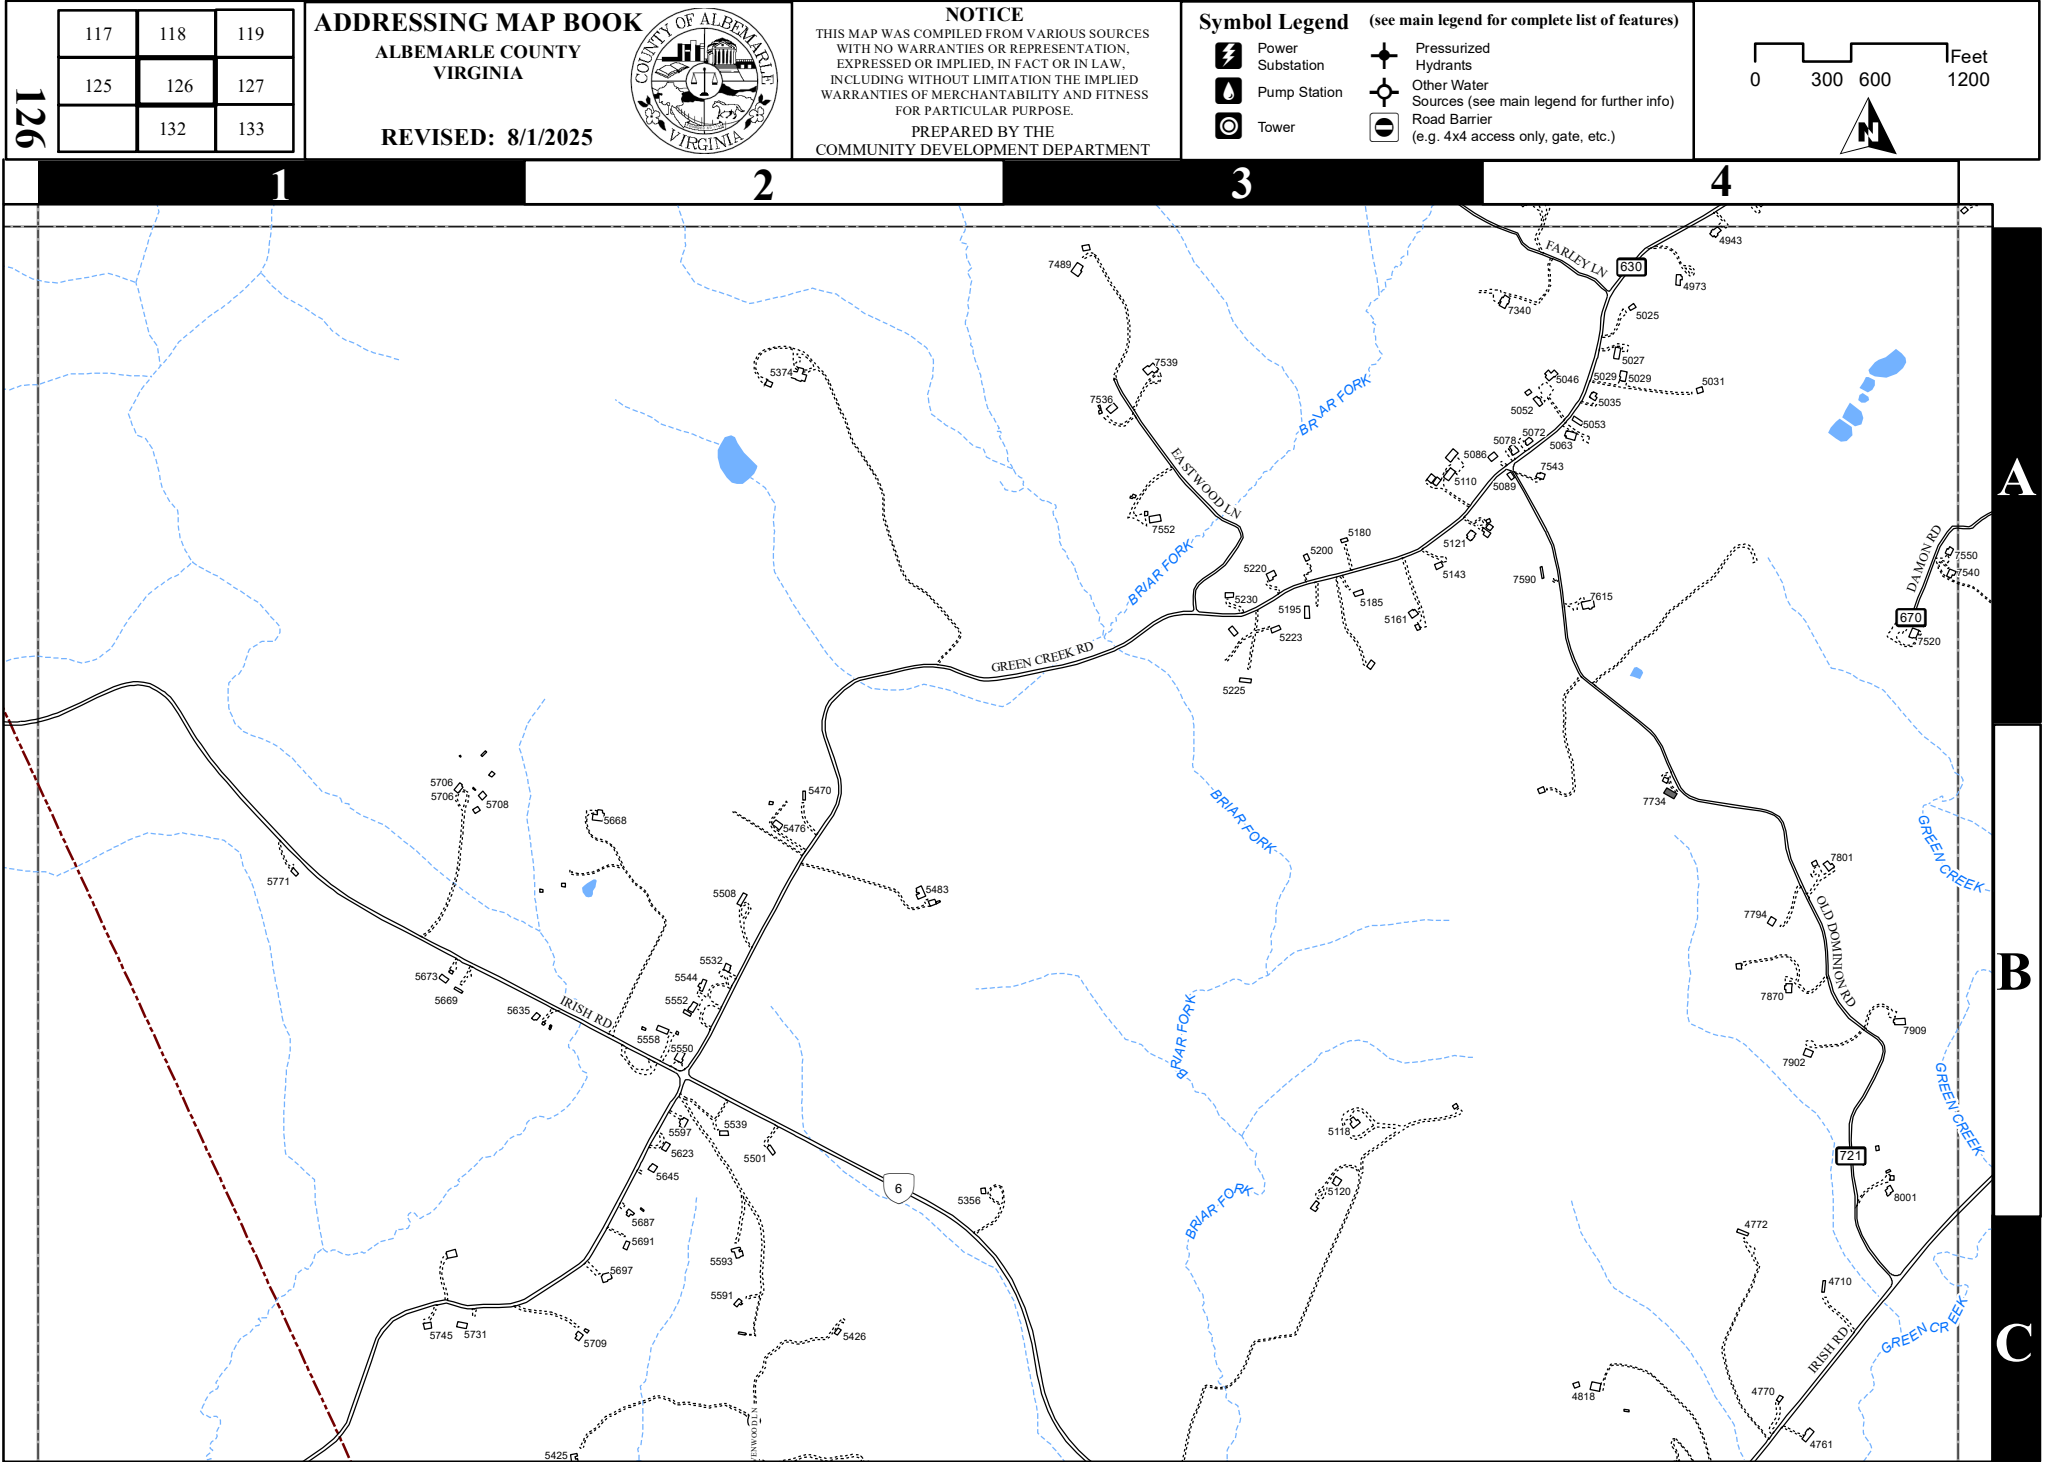 117 118 119
125 126 127
132 133
126
ADDRESSING MAP BOOK
ALBEMARLE COUNTY
VIRGINIA
REVISED: 8/1/2025
COUNTY OF ALBEMARLE
VIRGINIA
NOTICE
THIS MAP WAS COMPILED FROM VARIOUS SOURCES
WITH NO WARRANTIES OR REPRESENTATION,
EXPRESSED OR IMPLIED, IN FACT OR IN LAW,
INCLUDING WITHOUT LIMITATION THE IMPLIED
WARRANTIES OF MERCHANTABILITY AND FITNESS
FOR PARTICULAR PURPOSE.
PREPARED BY THE
COMMUNITY DEVELOPMENT DEPARTMENT
Symbol Legend (see main legend for complete list of features)
Power
Substation
Pump Station
Tower
Pressurized
Hydrants
Other Water
Sources (see main legend for further info)
Road Barrier
(e.g. 4x4 access only, gate, etc.)
Feet
0 300 600 1200
N
1 2 3 4
A
B
C
4943
FARLEY LN
630
7489
4973
7340
5025
5027
7539
5374
5046
5029
5029
5031
7536
5052
5035
BRIAR FORK
5053
5072
5078
5063
5086
7543
5110
5089
EASTWOOD LN
7552
5121
5180
5200
5143
DAMON RD
7550
7540
BRIAR FORK
5220
7590
5230
5195
5185
5161
7615
670
5223
7520
GREEN CREEK RD
5225
5706
5706
5708
5470
7734
5668
5476
BRIAR FORK
GREEN CREEK
5771
7801
5483
5508
7794
OLD DOMINION RD
5532
5673
5544
5669
5552
7870
IRISH RD
5635
BRIAR FORK
7909
5558
5550
7902
GREEN CREEK
5597
5539
5118
5623
5501
721
5645
6
5120
5356
8001
5687
BRIAR FORK
4772
5691
5593
5697
4710
5591
GREEN CREEK
5745
5731
5709
5426
IRISH RD
4770
4818
4761
5425